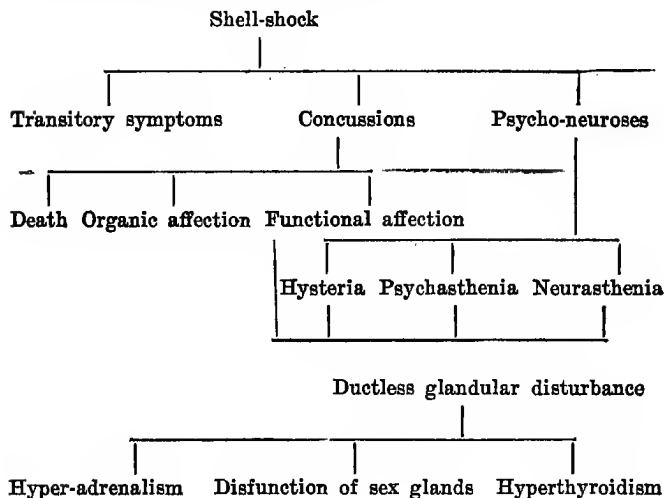 Shell-shock
Transitory symptoms Concussions Psycho-neuroses
Death Organic affection Functional affection
Hysteria Psychasthenia Neurasthenia
Ductless glandular disturbance
Hyper-adrenalism Disfunction of sex glands Hyperthyroidism